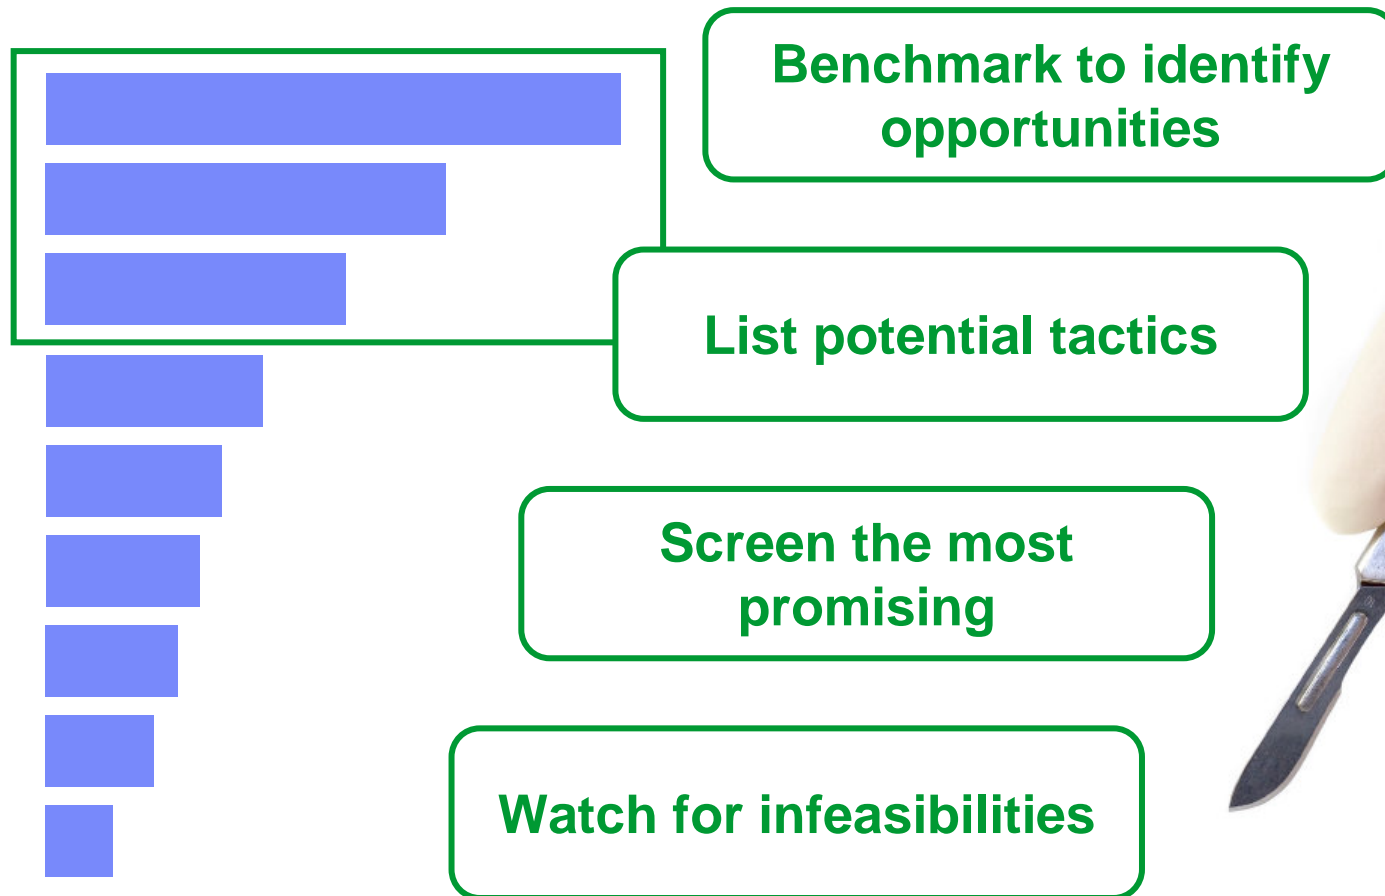 Benchmark to identify
opportunities
List potential tactics
Screen the most
promising
Watch for infeasibilities